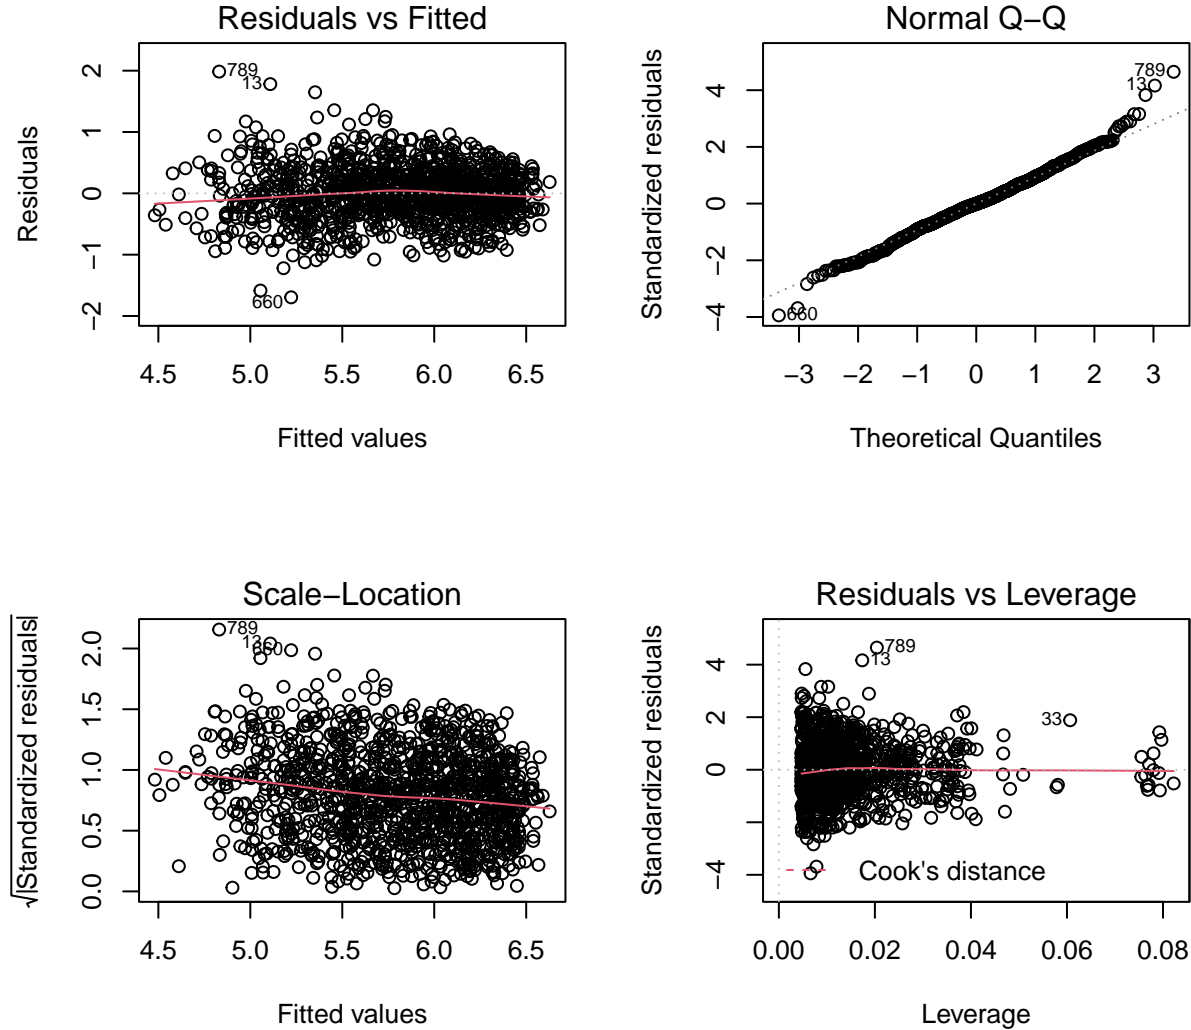 Residuals vs Fitted
Residuals
2
1
0
−1
−2
789
13
660
4.5 5.0 5.5 6.0 6.5
Fitted values
Normal Q−Q
Standardized residuals
4
2
0
−2
−4
789
13
660
−3 −2 −1 0 1 2 3
Theoretical Quantiles
Scale−Location
√|Standardized residuals|
2.0
1.5
1.0
0.5
0.0
789
13
660
4.5 5.0 5.5 6.0 6.5
Fitted values
Residuals vs Leverage
Standardized residuals
4
2
0
−4
789
13
33
Cook's distance
0.00 0.02 0.04 0.06 0.08
Leverage